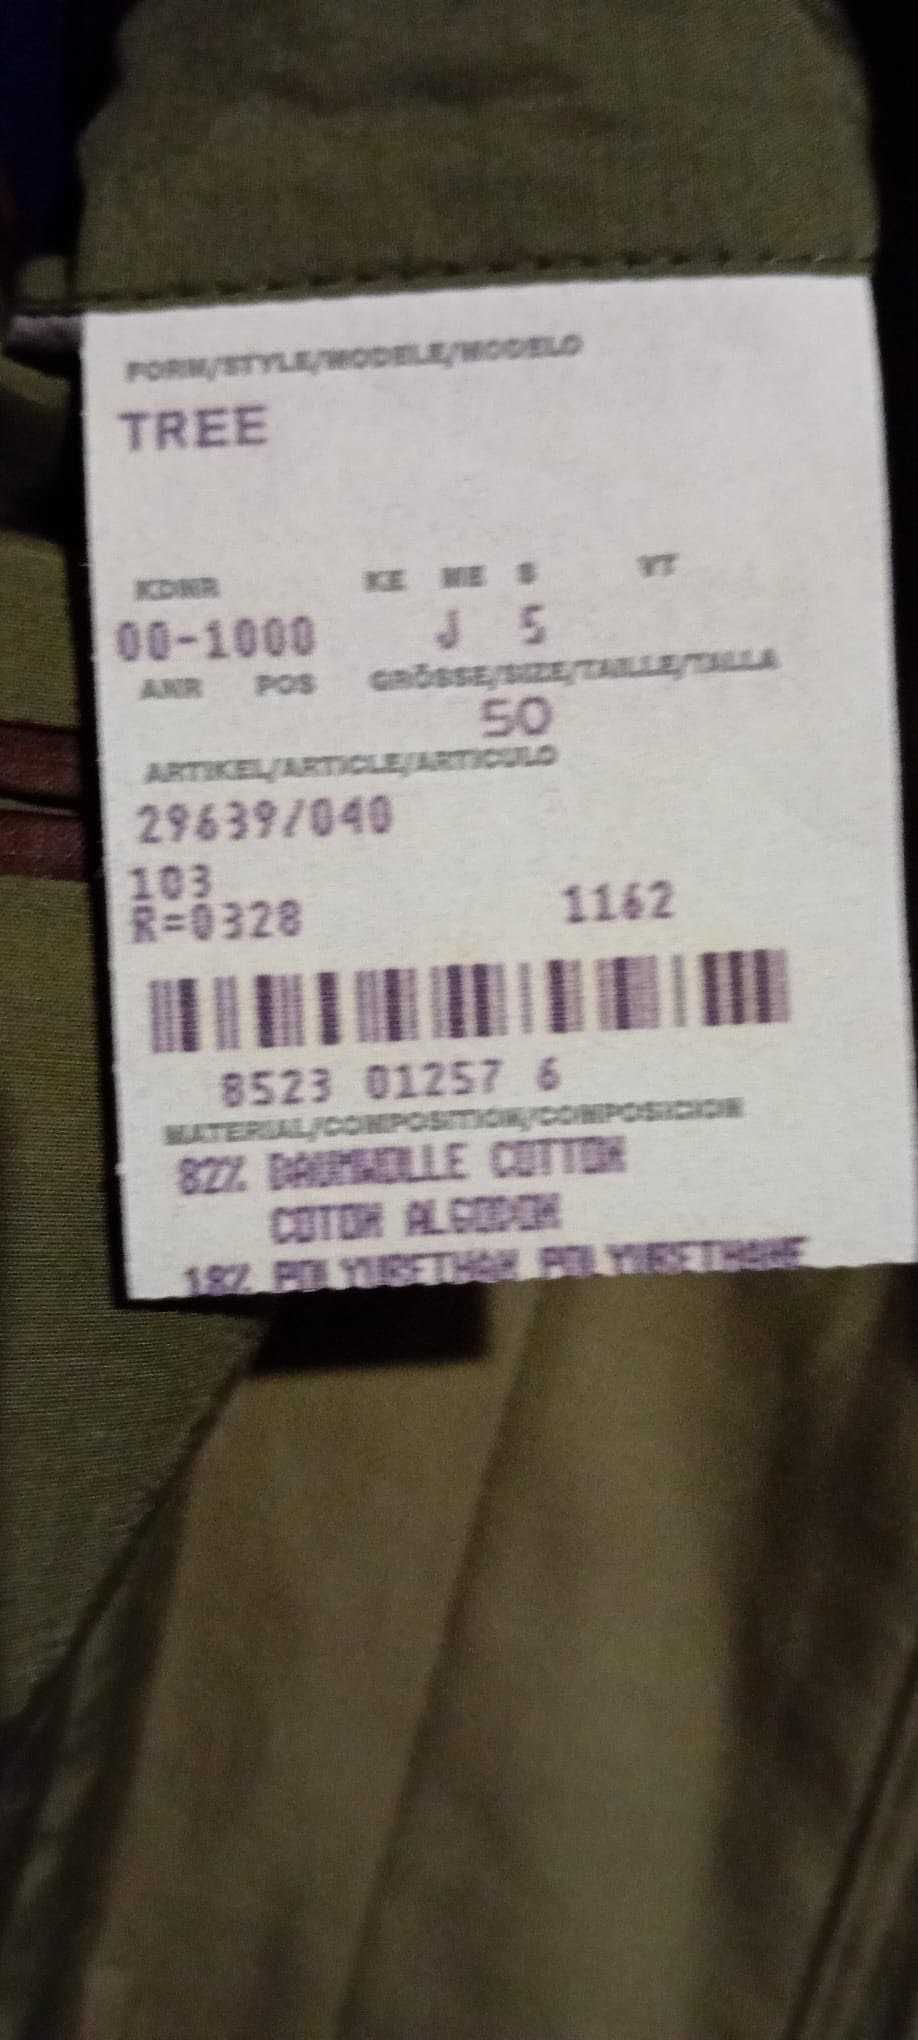 FORM/STYLE/MODELE/MODELO
TREE
KDNR KE ME S VT
00-1000 J 5
ANR POS GRÖSSE/SIZE/TAILLE/TALLA
50
ARTIKEL/ARTICLE/ARTICULO
29639/040
103
R=0328 1162
8523 01257 6
MATERIAL/COMPOSITION/COMPOSICION
82% BAUMWOLLE COTTON
COTON ALGODON
18% POLYURETHAN POLYURETHANE